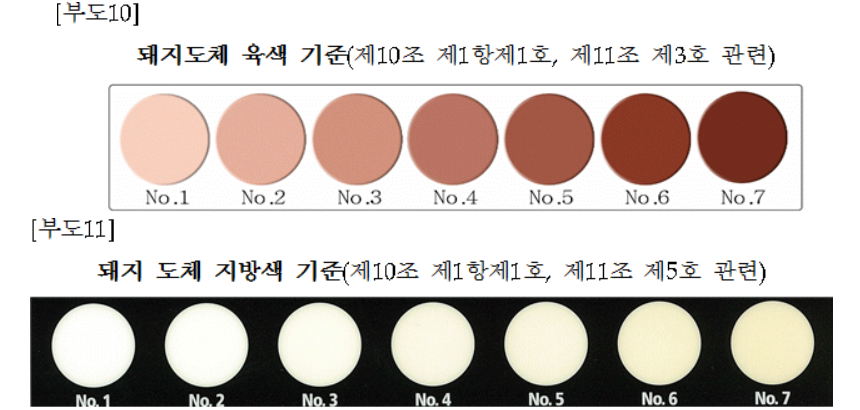 [부도10]
돼지도체 육색 기준(제10조 제1항제1호, 제11조 제3호 관련)
No.1 No.2 No.3 No.4 No.5 No.6 No.7
[부도11]
돼지 도체 지방색 기준(제10조 제1항제1호, 제11조 제5호 관련)
No.1 No.2 No.3 No.4 No.5 No.6 No.7